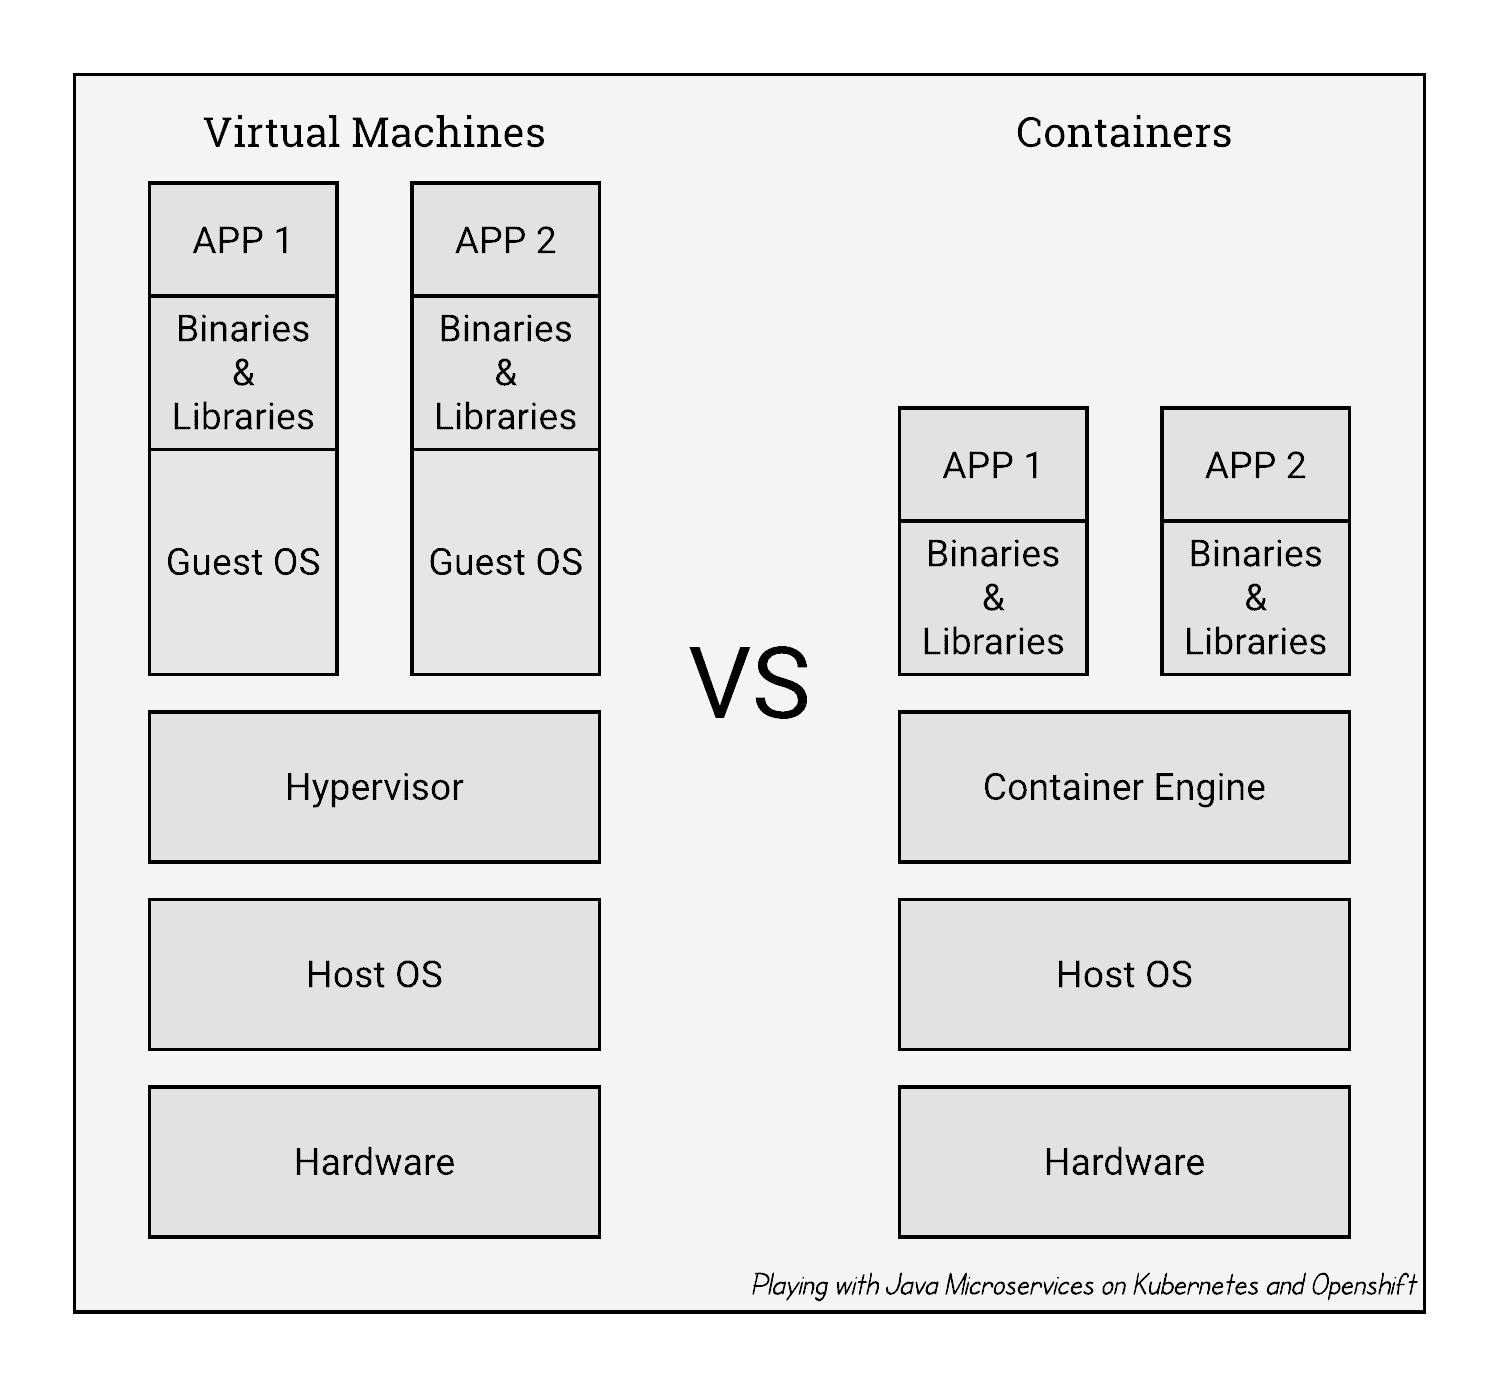 Virtual Machines
APP 1
Binaries
&
Libraries
Guest OS
APP 2
Binaries
&
Libraries
Guest OS
Hypervisor
Host OS
Hardware
VS
Containers
APP 1
Binaries
&
Libraries
APP 2
Binaries
&
Libraries
Container Engine
Host OS
Hardware
Playing with Java Microservices on Kubernetes and Openshift